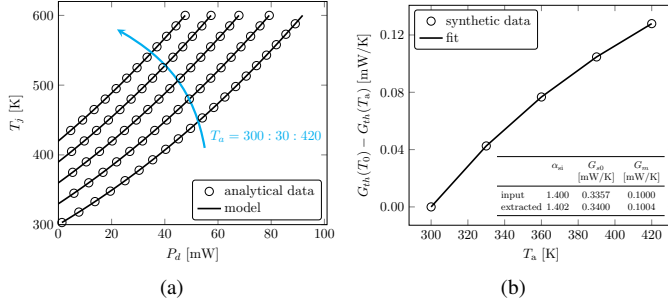 600
500
400
300
T_j [K]
T_a = 300 : 30 : 420
analytical data
model
0 20 40 60 80 100
P_d [mW]
(a)
0.12
0.08
0.04
0.00
G_th(T_0) − G_th(T_a) [mW/K]
synthetic data
fit
α_si G_s0 G_m
[mW/K] [mW/K]
input 1.400 0.3357 0.1000
extracted 1.402 0.3400 0.1004
300 320 340 360 380 400 420
T_a [K]
(b)